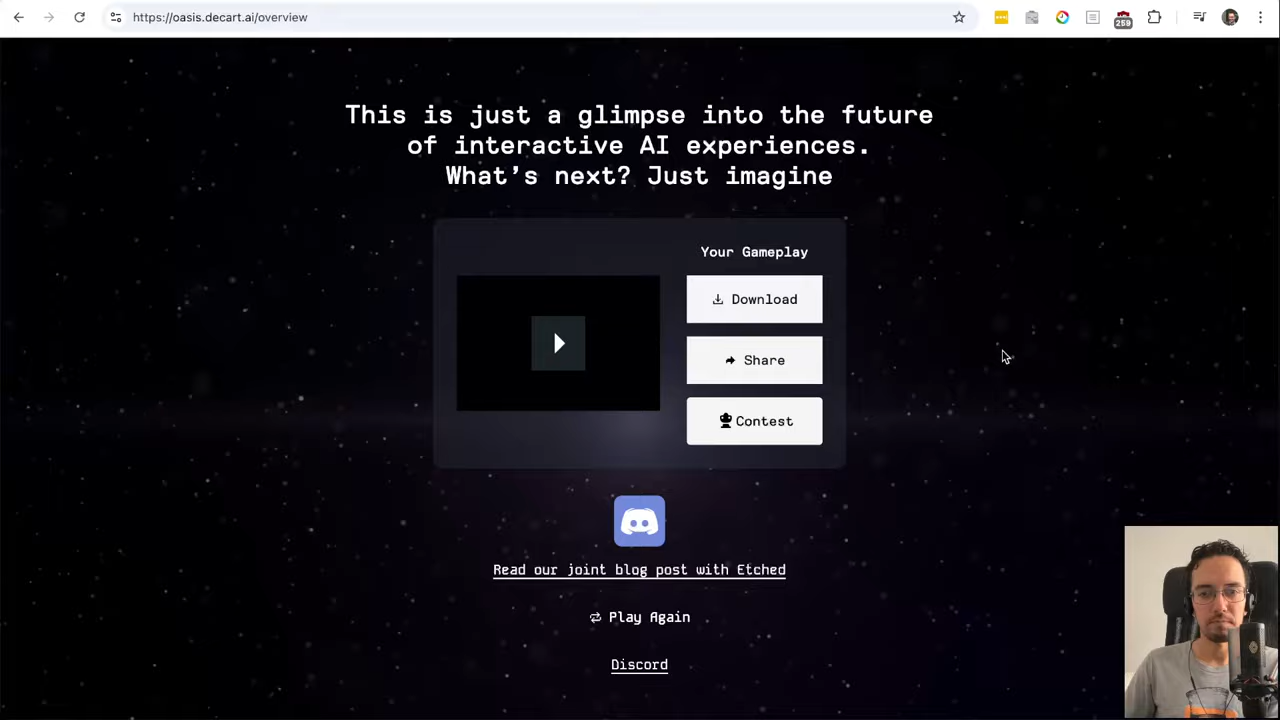 https://oasis.decart.ai/overview
259
This is just a glimpse into the future
of interactive AI experiences.
What's next? Just imagine
Your Gameplay
Download
Share
Contest
Read our joint blog post with Etched
Play Again
Discord